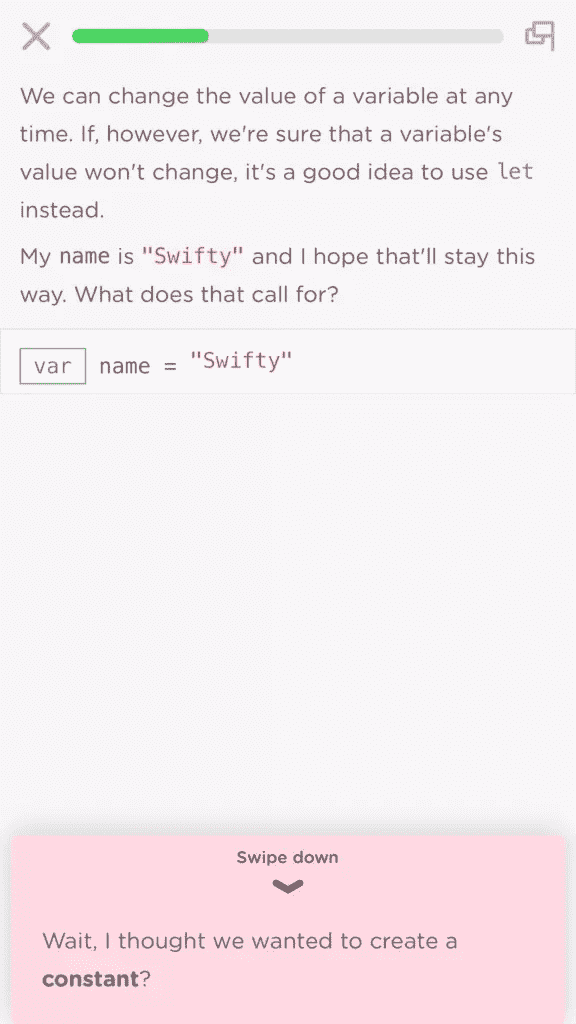 We can change the value of a variable at any
time. If, however, we're sure that a variable's
value won't change, it's a good idea to use let
instead.
My name is "Swifty" and I hope that'll stay this
way. What does that call for?
var name = "Swifty"
Swipe down
Wait, I thought we wanted to create a
constant?